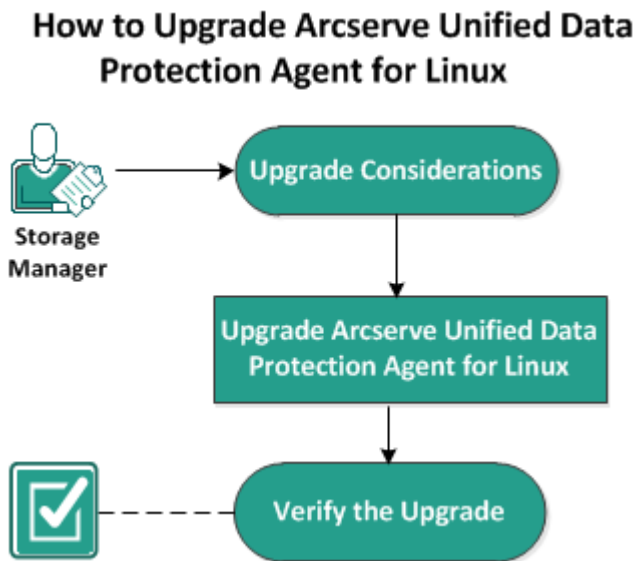 How to Upgrade Arcserve Unified Data
Protection Agent for Linux
Upgrade Considerations
Storage
Manager
Upgrade Arcserve Unified Data
Protection Agent for Linux
Verify the Upgrade